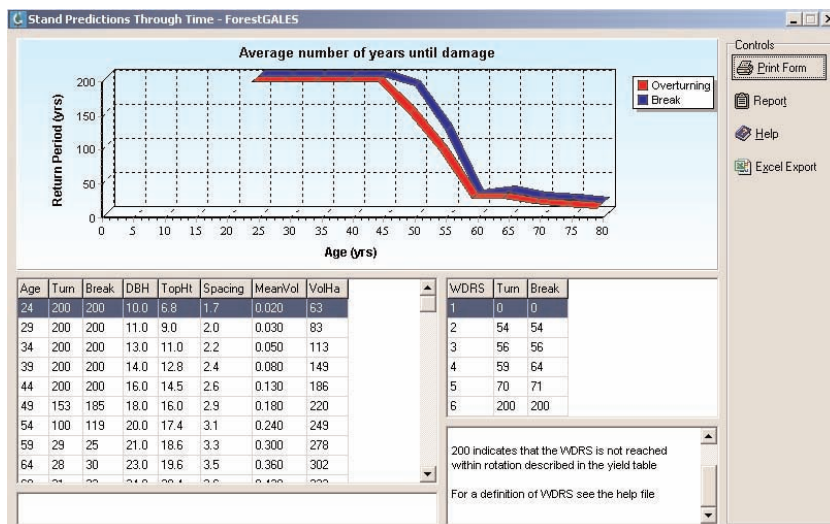 Stand Predictions Through Time - ForestGALES
Average number of years until damage
Return Period (yrs)
200
150
100
50
0
0 5 10 15 20 25 30 35 40 45 50 55 60 65 70 75 80
Age (yrs)
Overturning
Break
Controls
Print Form
Report
Help
Excel Export
Age Turn Break DBH TopHt Spacing MeanVol VolHa
24 200 200 10.0 6.8 1.7 0.020 63
29 200 200 11.0 9.0 2.0 0.030 83
34 200 200 13.0 11.0 2.2 0.050 113
39 200 200 14.0 12.8 2.4 0.080 149
44 200 200 16.0 14.5 2.6 0.130 186
49 153 185 18.0 16.0 2.9 0.180 220
54 100 119 20.0 17.4 3.1 0.240 249
59 29 25 21.0 18.6 3.3 0.300 278
64 28 30 23.0 19.6 3.5 0.360 302
WDRS Turn Break
1 0 0
2 54 54
3 56 56
4 59 64
5 70 71
6 200 200
200 indicates that the WDRS is not reached
within rotation described in the yield table
For a definition of WDRS see the help file